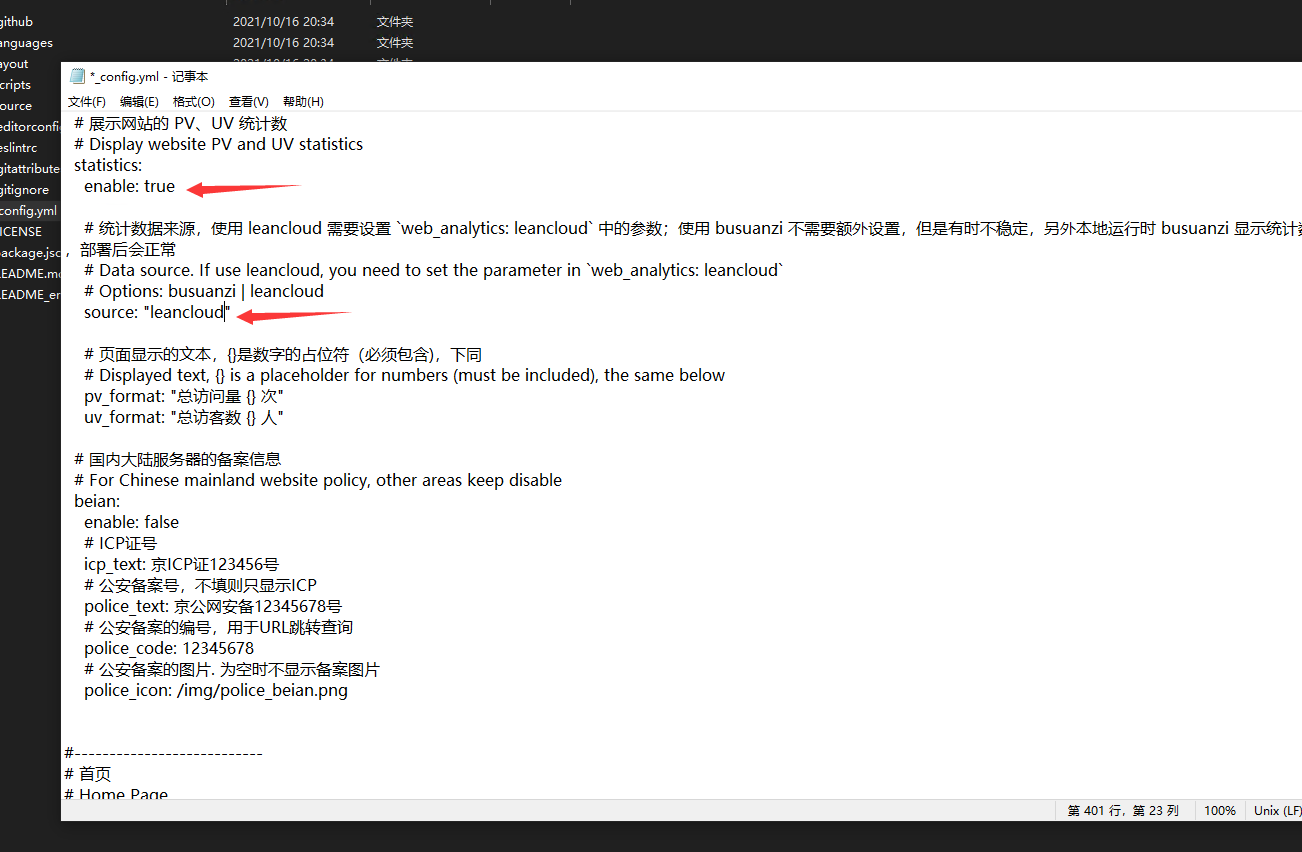 github 2021/10/16 20:34 文件夹
anguages 2021/10/16 20:34 文件夹
ayout
cripts
ource
editorconfi
eslintrc
gitattribute
gitignore
config.yml
ICENSE
package.jsc
EADME.m
EADME_er
*_config.yml - 记事本
文件(F) 编辑(E) 格式(O) 查看(V) 帮助(H)
# 展示网站的 PV、UV 统计数
# Display website PV and UV statistics
statistics:
enable: true
# 统计数据来源，使用 leancloud 需要设置 `web_analytics: leancloud` 中的参数；使用 busuanzi 不需要额外设置，但是有时不稳定，另外本地运行时 busuanzi 显示统计
，部署后会正常
# Data source. If use leancloud, you need to set the parameter in `web_analytics: leancloud`
# Options: busuanzi | leancloud
source: "leancloud"
# 页面显示的文本，{}是数字的占位符（必须包含)，下同
# Displayed text, {} is a placeholder for numbers (must be included), the same below
pv_format: "总访问量 {} 次"
uv_format: "总访客数 {} 人"
# 国内大陆服务器的备案信息
# For Chinese mainland website policy, other areas keep disable
beian:
enable: false
# ICP证号
icp_text: 京ICP证123456号
# 公安备案号，不填则只显示ICP
police_text: 京公网安备12345678号
# 公安备案的编号，用于URL跳转查询
police_code: 12345678
# 公安备案的图片. 为空时不显示备案图片
police_icon: /img/police_beian.png
#---------------------------
# 首页
# Home Page
第 401 行，第 23 列 100% Unix (LF)